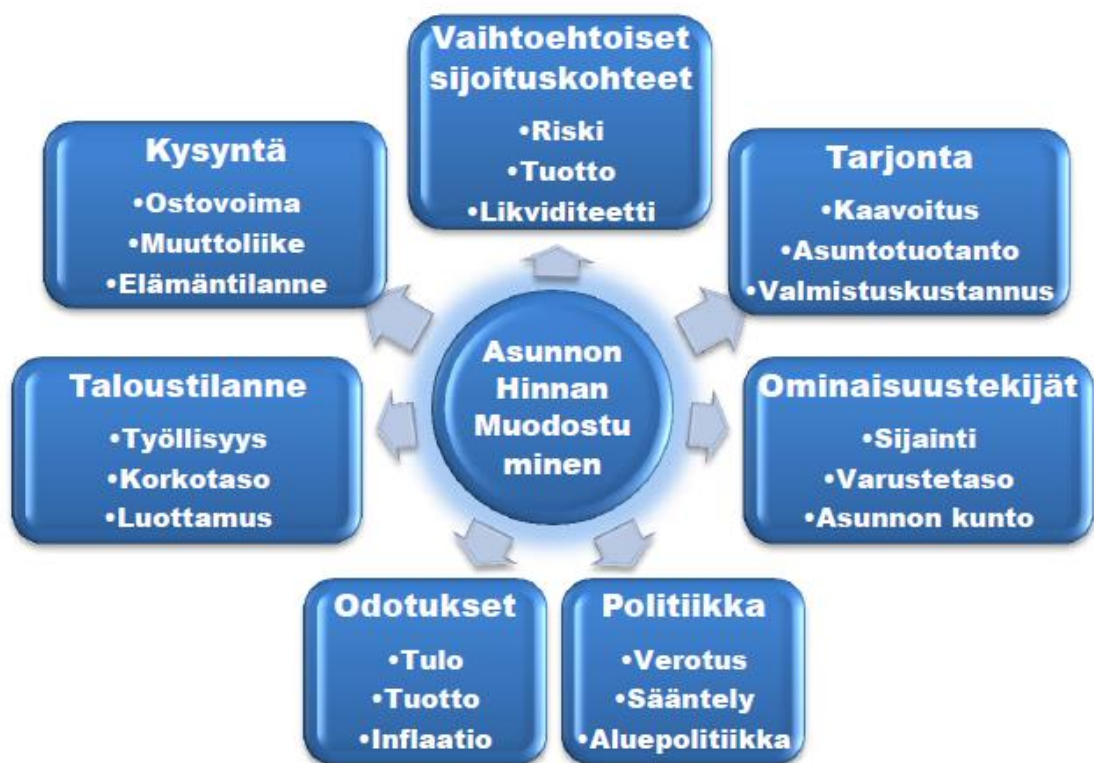 Vaihtoehtoiset
sijoituskohteet
•Riski
•Tuotto
•Likviditeetti
Kysyntä
•Ostovoima
•Muuttoliike
•Elämäntilanne
Tarjonta
•Kaavoitus
•Asuntotuotanto
•Valmistuskustannus
Asunnon
Hinnan
Muodostu
minen
Taloustilanne
•Työllisyys
•Korkotaso
•Luottamus
Ominaisuustekijät
•Sijainti
•Varustetaso
•Asunnon kunto
Odotukset
•Tulo
•Tuotto
•Inflaatio
Politiikka
•Verotus
•Sääntely
•Aluepolitiikka